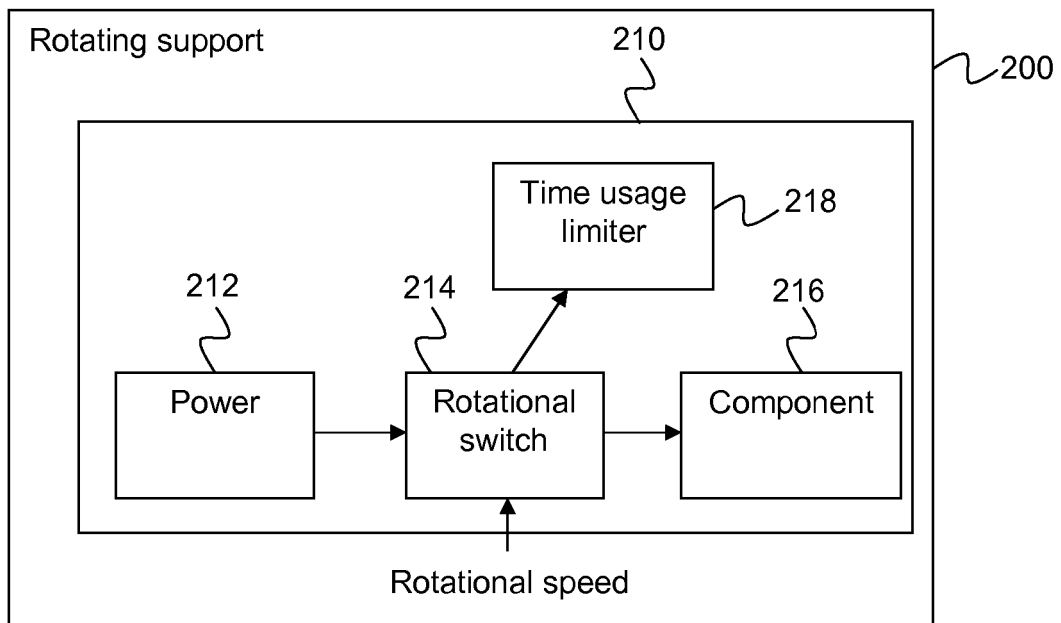 Rotating support
210
200
Time usage
limiter
218
212
214
216
Power
Rotational
switch
Component
Rotational speed